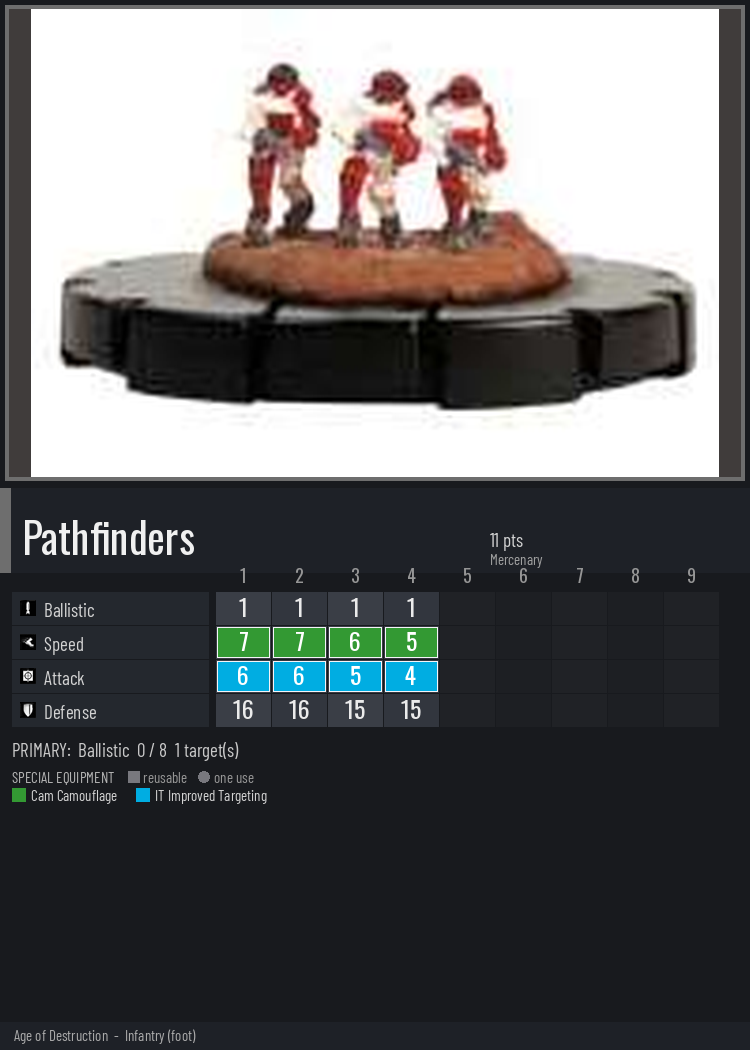 Pathfinders
11 pts
Mercenary
1 2 3 4 5 6 7 8 9
Ballistic 1 1 1 1
Speed 7 7 6 5
Attack 6 6 5 4
Defense 16 16 15 15
PRIMARY: Ballistic 0 / 8 1 target(s)
SPECIAL EQUIPMENT reusable one use
Cam Camouflage IT Improved Targeting
Age of Destruction - Infantry (foot)